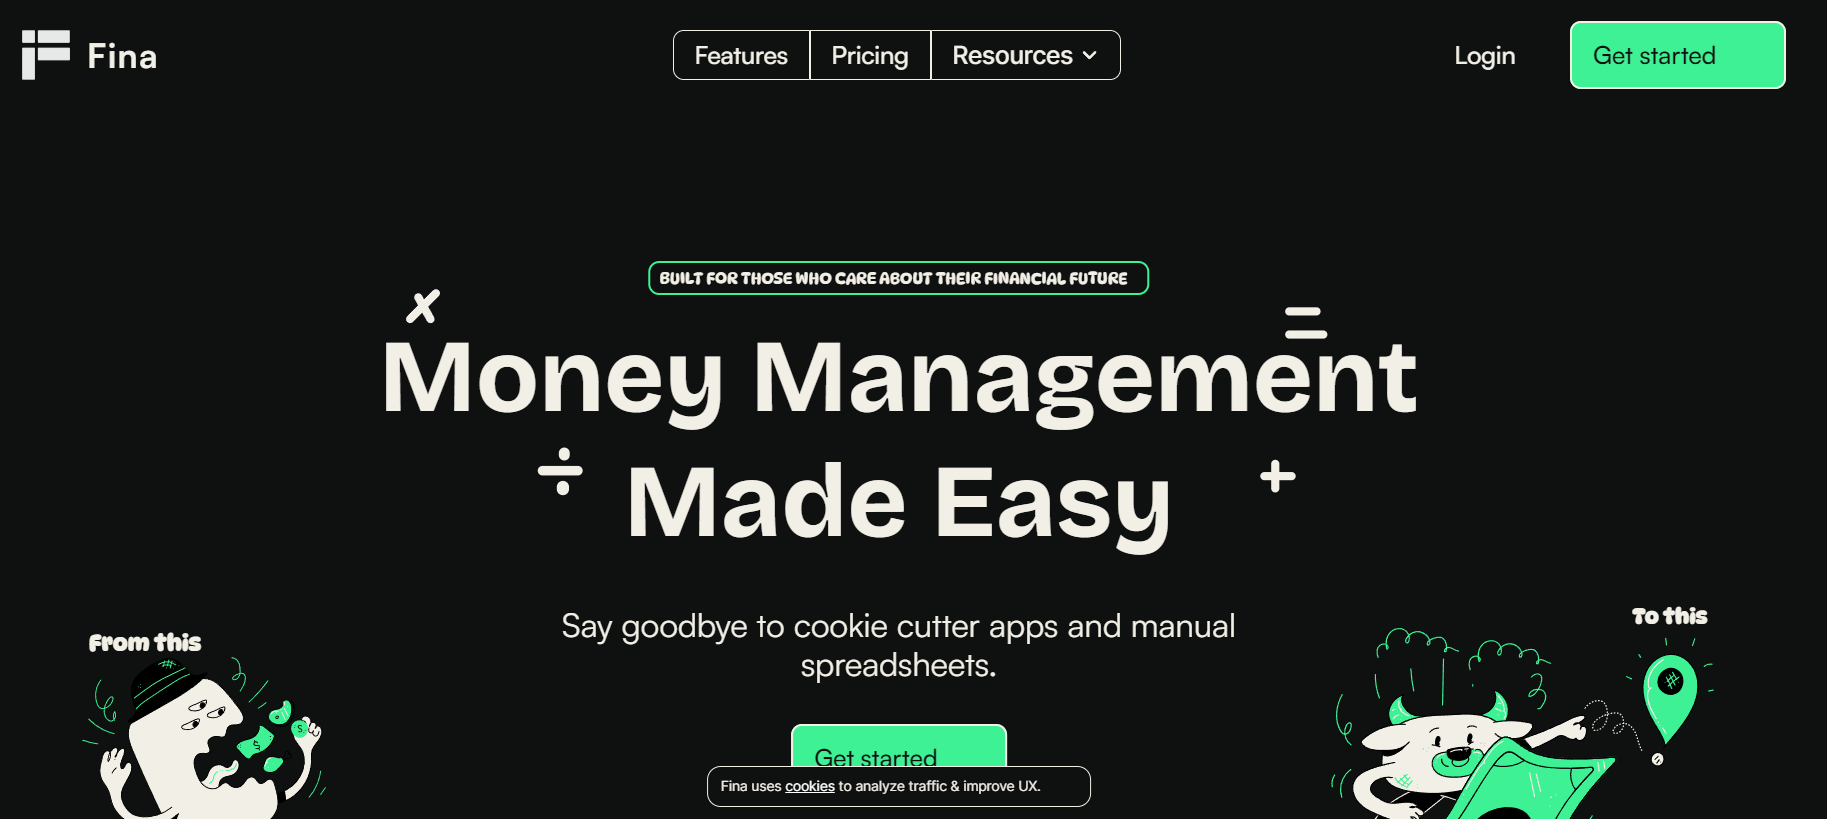 Fina
Features
Pricing
Resources
Login
Get started
BUILT FOR THOSE WHO CARE ABOUT THEIR FINANCIAL FUTURE
Money Management
Made Easy
Say goodbye to cookie cutter apps and manual
spreadsheets.
From this
To this
Get started
Fina uses cookies to analyze traffic & improve UX.